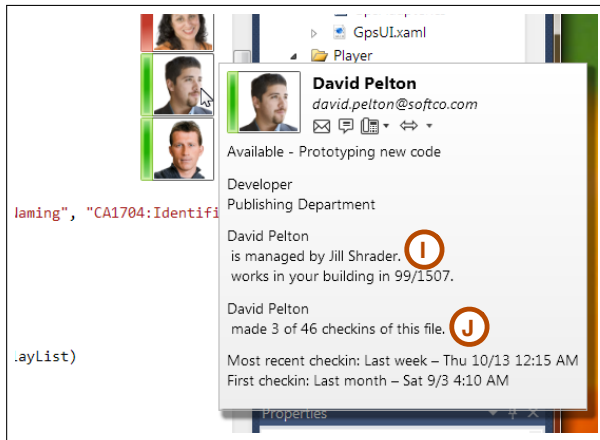 GpsUI.xaml
Player
David Pelton
david.pelton@softco.com
Available - Prototyping new code
Developer
Publishing Department
David Pelton
is managed by Jill Shrader.
works in your building in 99/1507.
I
David Pelton
made 3 of 46 checkins of this file.
J
Most recent checkin: Last week – Thu 10/13 12:15 AM
First checkin: Last month – Sat 9/3 4:10 AM
", "CA1704:Identifi
ayList)
Properties